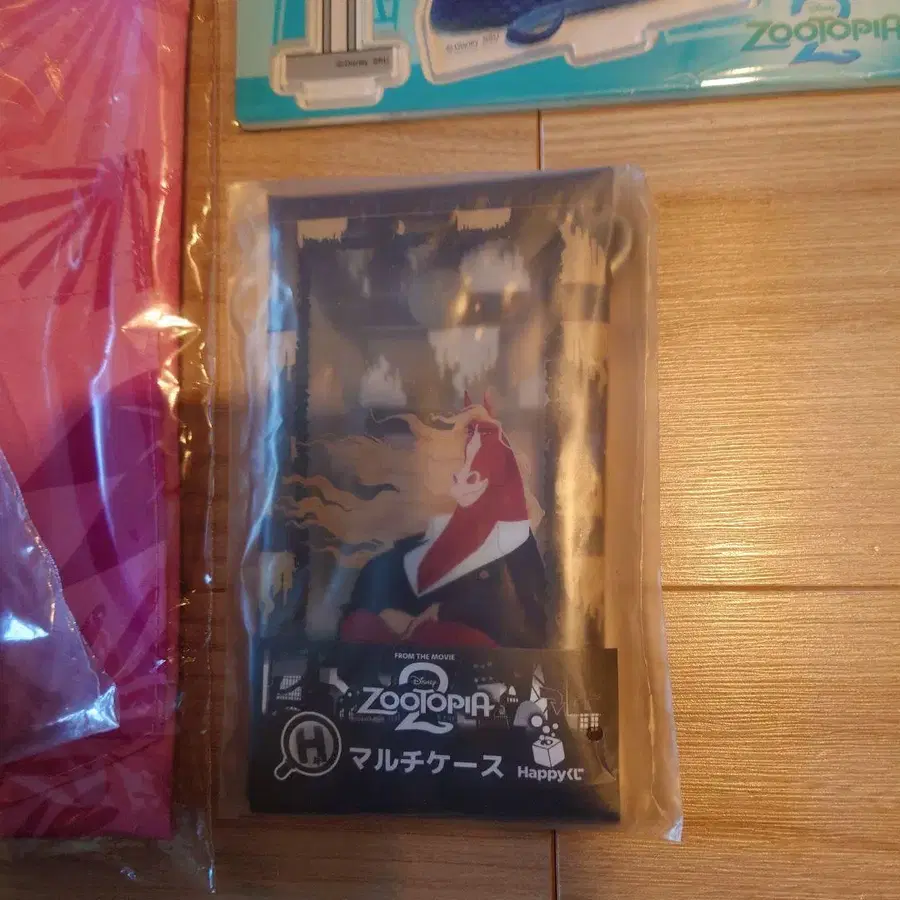 ©Disney
©Disney
Disney
ZOOTOPIA
2
FROM THE MOVIE
Disney
ZOOTOPIA
2
H
マルチケース
Happyくじ